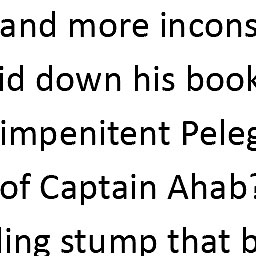 and more incons
id down his book
impenitent Peleg
of Captain Ahab?
ling stump that b